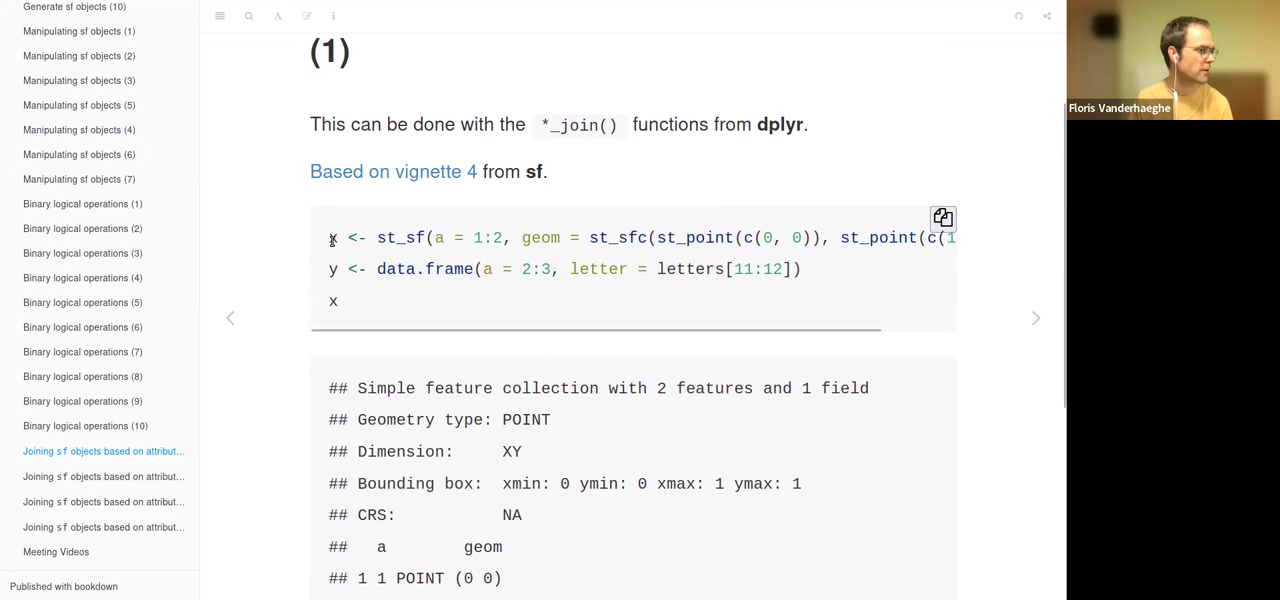 Generate sf objects (10)
Manipulating sf objects (1)
Manipulating sf objects (2)
Manipulating sf objects (3)
Manipulating sf objects (5)
Manipulating sf objects (4)
Manipulating sf objects (6)
Manipulating sf objects (7)
Binary logical operations (1)
Binary logical operations (2)
Binary logical operations (3)
Binary logical operations (4)
Binary logical operations (5)
Binary logical operations (6)
Binary logical operations (7)
Binary logical operations (8)
Binary logical operations (9)
Binary logical operations (10)
Joining sf objects based on attribut...
Joining sf objects based on attribut...
Joining sf objects based on attribut...
Joining sf objects based on attribut...
Meeting Videos
Published with bookdown
(1)
This can be done with the *_join() functions from dplyr.
Based on vignette 4 from sf.
x <- st_sf(a = 1:2, geom = st_sfc(st_point(c(0, 0)), st_point(c(1
y <- data.frame(a = 2:3, letter = letters[11:12])
x
## Simple feature collection with 2 features and 1 field
## Geometry type: POINT
## Dimension:     XY
## Bounding box:  xmin: 0 ymin: 0 xmax: 1 ymax: 1
## CRS:           NA
##   a        geom
## 1 1 POINT (0 0)
Floris Vanderhaeghe